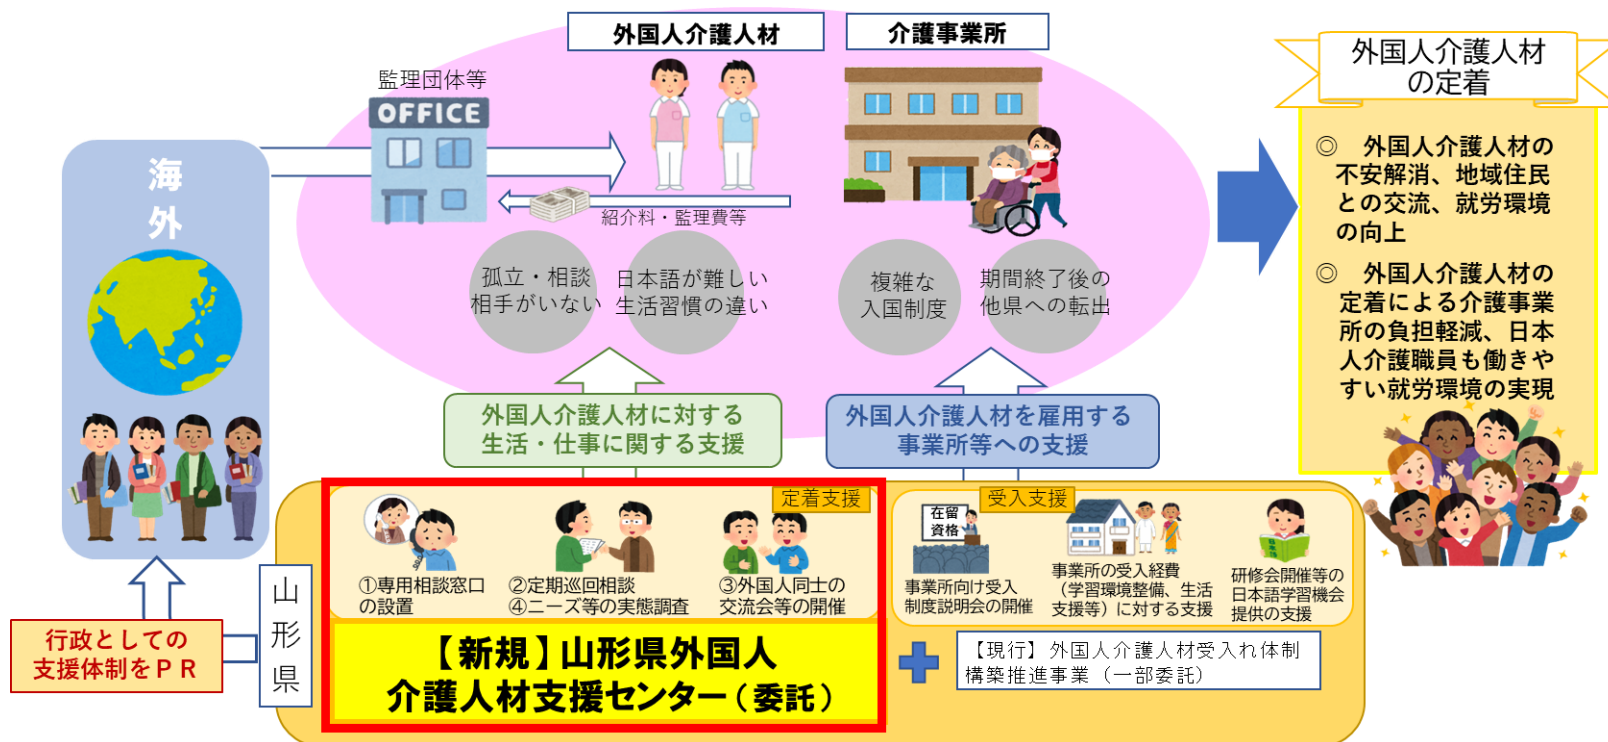 外国人介護人材
介護事業所
監理団体等
OFFICE
海
外
紹介料・監理費等
孤立・相談
相手がいない
日本語が難しい
生活習慣の違い
複雑な
入国制度
期間終了後の
他県への転出
外国人介護人材
の定着
◎　外国人介護人材の
不安解消、地域住民
との交流、就労環境
の向上
◎　外国人介護人材の
定着による介護事業
所の負担軽減、日本
人介護職員も働きや
すい就労環境の実現
外国人介護人材に対する
生活・仕事に関する支援
外国人介護人材を雇用する
事業所等への支援
定着支援
①専用相談窓口
の設置
②定期巡回相談
④ニーズ等の実態調査
③外国人同士の
交流会等の開催
受入支援
在留
資格
事業所向け受入
制度説明会の開催
事業所の受入経費
（学習環境整備、生活
支援等）に対する支援
研修会開催等の
日本語学習機会
提供の支援
山
形
県
行政としての
支援体制をＰＲ
【新規】山形県外国人
介護人材支援センター（委託）
【現行】外国人介護人材受入れ体制
構築推進事業（一部委託）